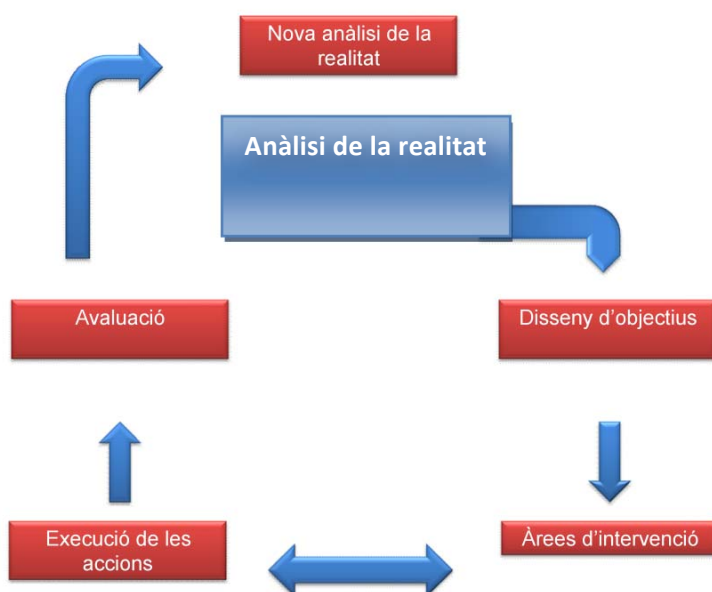 Nova anàlisi de la
realitat
Anàlisi de la realitat
Avaluació
Disseny d’objectius
Execució de les
accions
Àrees d’intervenció